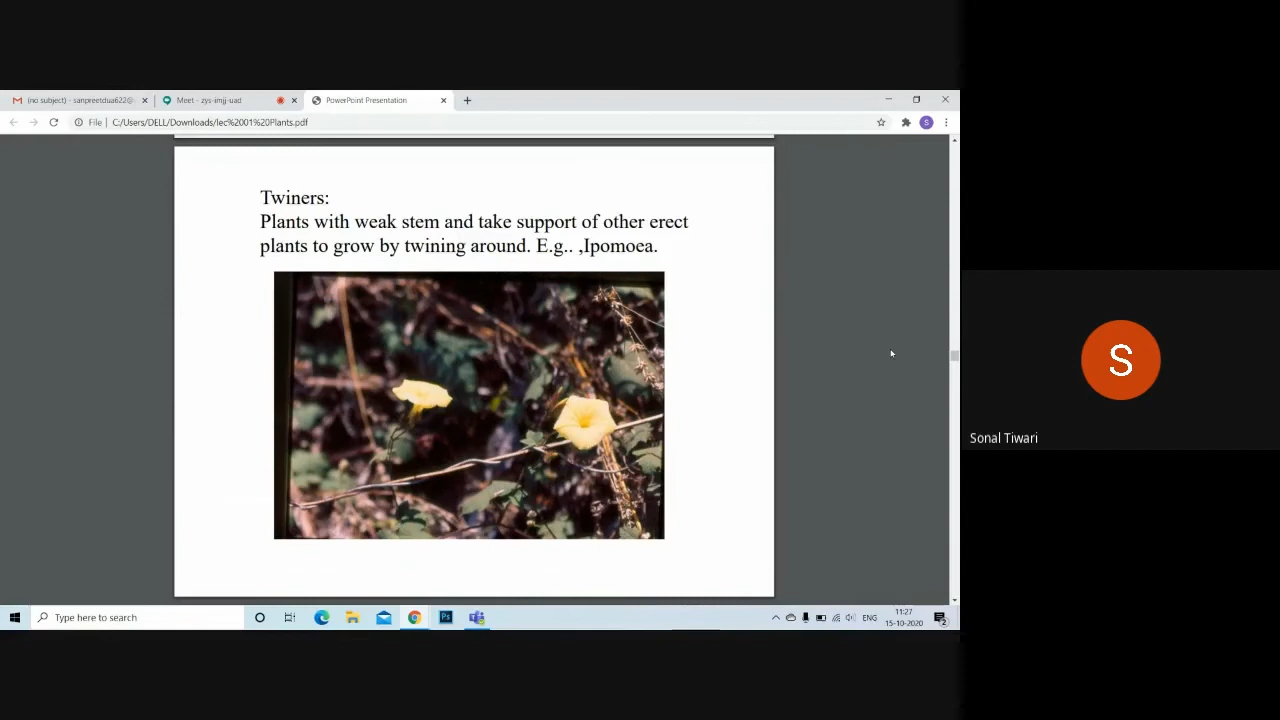 (no subject) - sanpreetdua622@
Meet - zys-imjj-uad
PowerPoint Presentation
File | C:/Users/DELL/Downloads/lec%2001%20Plants.pdf
S
Twiners:
Plants with weak stem and take support of other erect
plants to grow by twining around. E.g.. ,Ipomoea.
S
Sonal Tiwari
Type here to search
Ps
ENG
11:27
15-10-2020
2